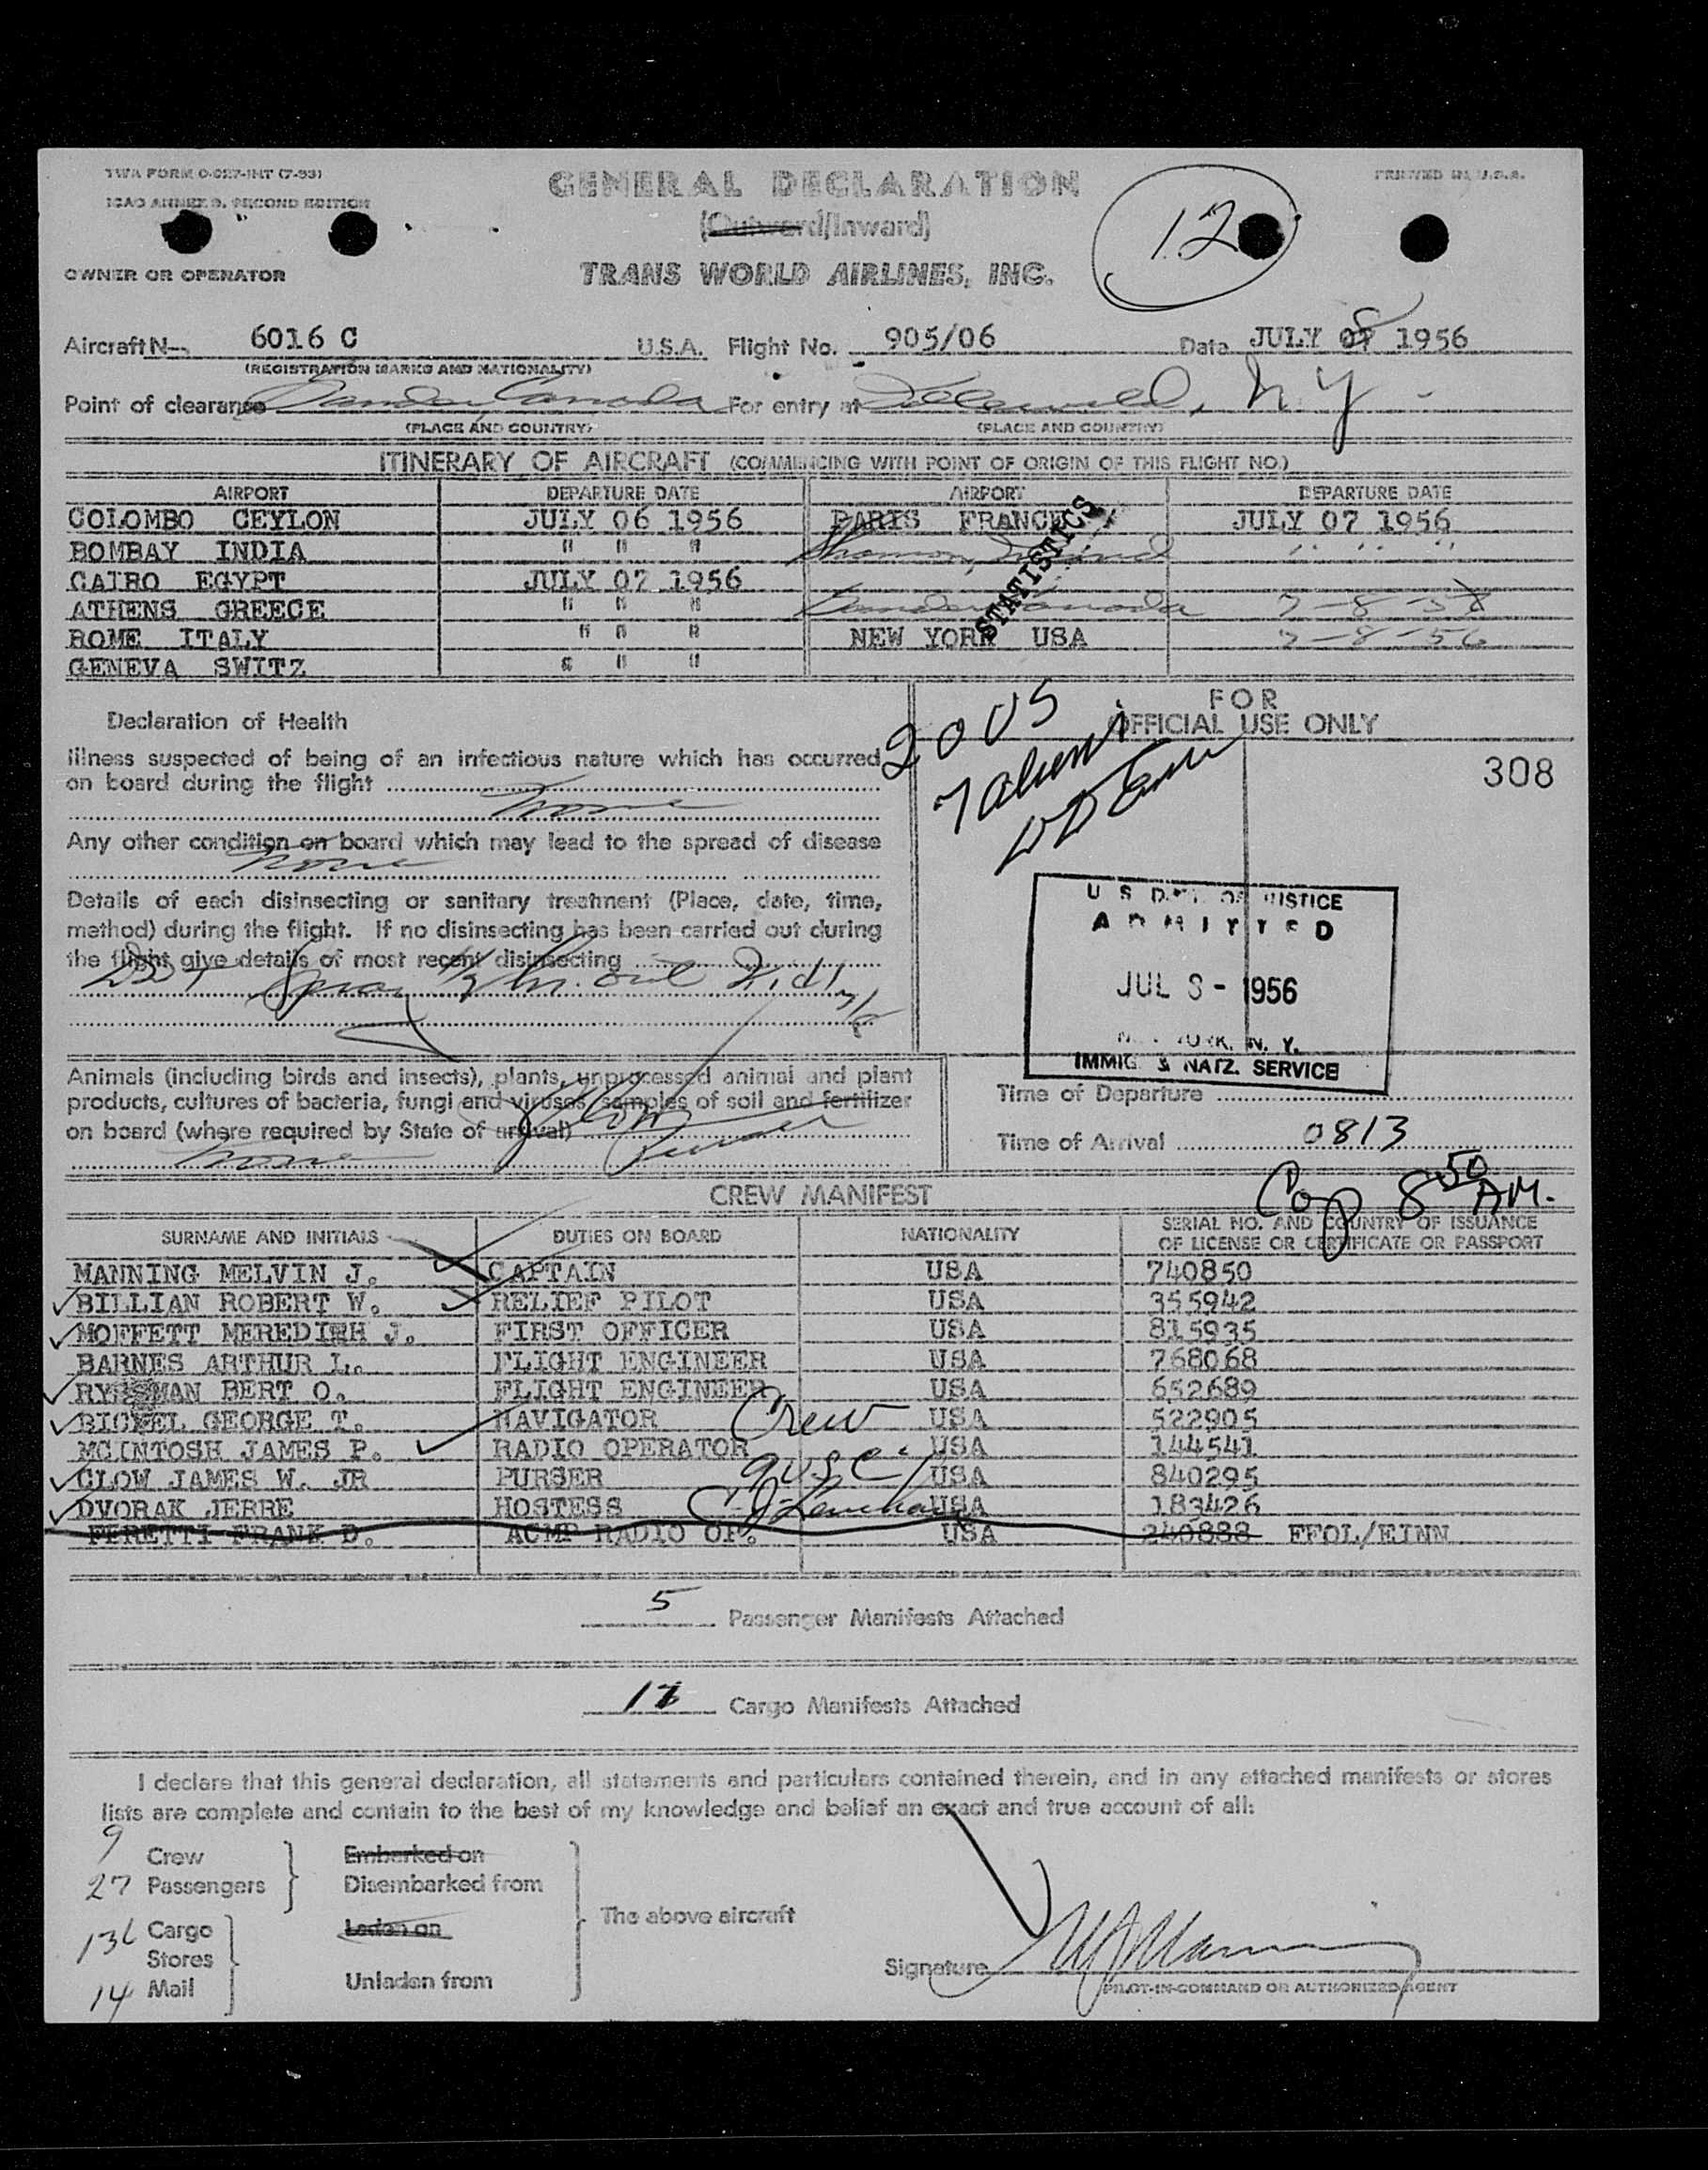 TWA FORM O-027-INT (7-53)
ICAO ANNEX 9, SECOND EDITION
PRINTED IN U.S.A.
GENERAL DECLARATION
(Outward/Inward)
12
OWNER OR OPERATOR
TRANS WORLD AIRLINES, INC.
Aircraft N- 6016 C U.S.A. Flight No. 905/06 Date JULY 08 1956
(REGISTRATION MARKS AND NATIONALITY)
Point of clearance Gander, Canada For entry at Idlewild, N.Y.
(PLACE AND COUNTRY) (PLACE AND COUNTRY)
ITINERARY OF AIRCRAFT (COMMENCING WITH POINT OF ORIGIN OF THIS FLIGHT NO.)
AIRPORT DEPARTURE DATE AIRPORT DEPARTURE DATE
COLOMBO CEYLON JULY 06 1956 PARIS FRANCE JULY 07 1956
BOMBAY INDIA " " " Shannon, Ireland " " "
CAIRO EGYPT JULY 07 1956
ATHENS GREECE " " " Gander Canada 7-8-56
ROME ITALY " " " NEW YORK USA 7-8-56
GENEVA SWITZ " " "
STATISTICS
Declaration of Health
FOR
OFFICIAL USE ONLY
2005
308
Illness suspected of being of an infectious nature which has occurred
on board during the flight
None
Any other condition on board which may lead to the spread of disease
None
Details of each disinsecting or sanitary treatment (Place, date, time,
method) during the flight. If no disinsecting has been carried out during
the flight give details of most recent disinsecting
DDT Spray 1/2 hr. out
U S DEPT. OF JUSTICE
ADMITTED
JUL 8 - 1956
NEW YORK, N. Y.
IMMIG. & NATZ. SERVICE
Animals (including birds and insects), plants, unprocessed animal and plant
products, cultures of bacteria, fungi and viruses, samples of soil and fertilizer
on board (where required by State of arrival)
None
Time of Departure
Time of Arrival 0813
8 50 AM.
CREW MANIFEST
SURNAME AND INITIALS DUTIES ON BOARD NATIONALITY SERIAL NO. AND COUNTRY OF ISSUANCE
OF LICENSE OR CERTIFICATE OR PASSPORT
MANNING MELVIN J. CAPTAIN USA 740850
BILLIAN ROBERT W. RELIEF PILOT USA 355942
MOFFETT MEREDITH J. FIRST OFFICER USA 815935
BARNES ARTHUR L. FLIGHT ENGINEER USA 768068
BERT O. FLIGHT ENGINEER USA 652689
BICKEL GEORGE T. NAVIGATOR USA 522905
MCINTOSH JAMES P. RADIO OPERATOR USA 144541
CLOW JAMES W. JR PURSER USA 840295
DVORAK JERRE HOSTESS USA 183426
FERETTI FRANK D. ACMP RADIO OP. USA 240888 FFOL/EINN
Crew
9 USC
5 Passenger Manifests Attached
Cargo Manifests Attached
I declare that this general declaration, all statements and particulars contained therein, and in any attached manifests or stores
lists are complete and contain to the best of my knowledge and belief an exact and true account of all:
9 Crew Embarked on
27 Passengers Disembarked from
Cargo Laden on The above aircraft
Stores
14 Mail Unladen from
Signature MJ Manning
PILOT-IN-COMMAND OR AUTHORIZED AGENT